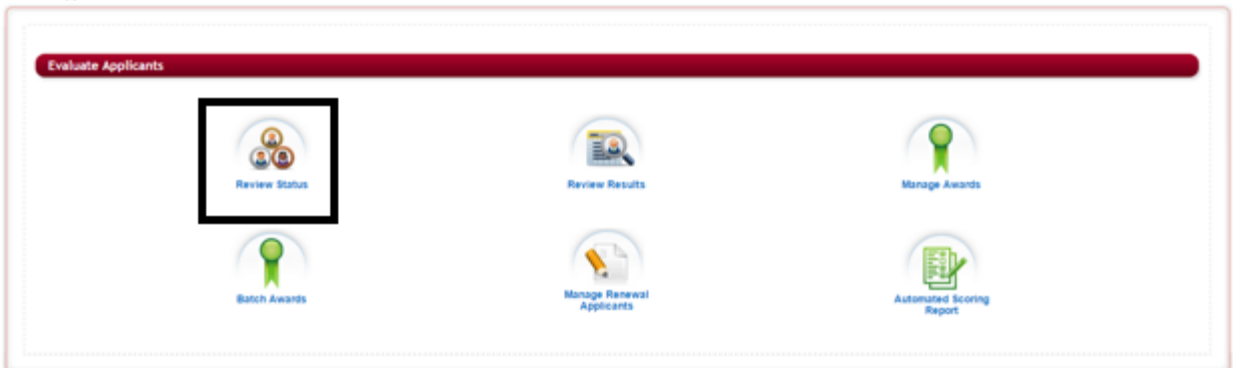 Evaluate Applicants
Review Status
Review Results
Manage Awards
Batch Awards
Manage Renewal
Applicants
Automated Scoring
Report